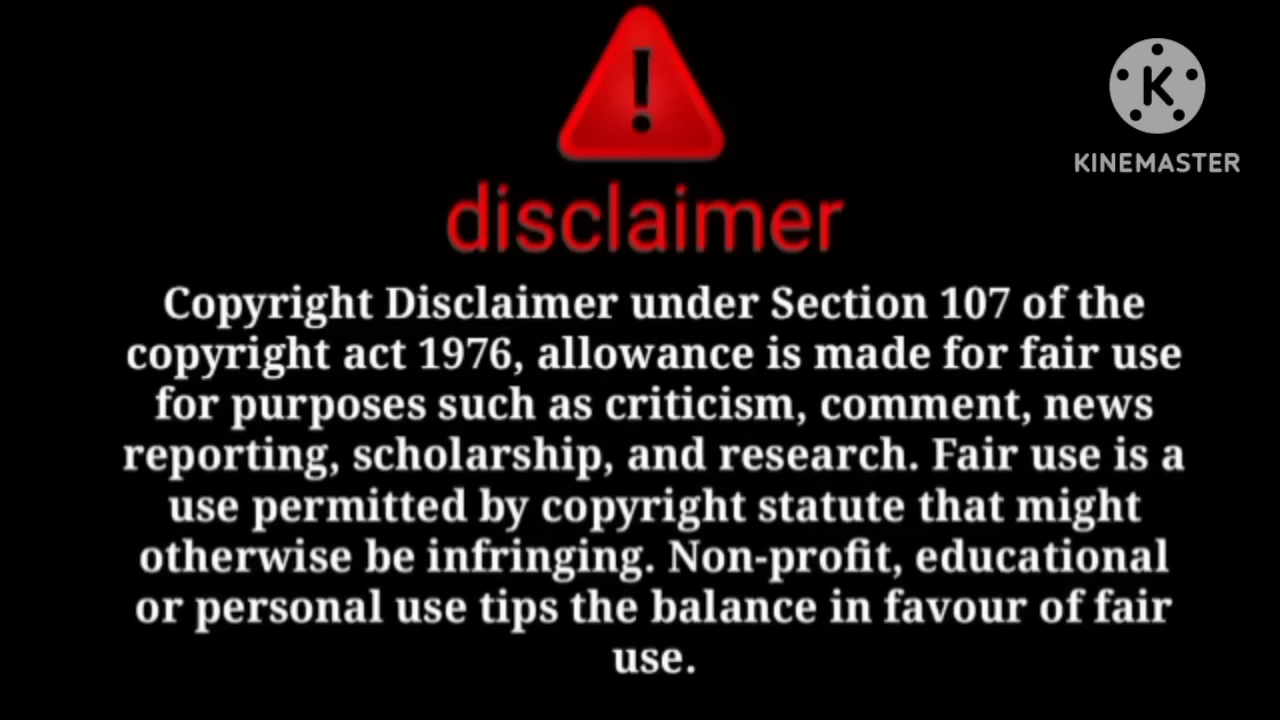 !
K
KINEMASTER
disclaimer
Copyright Disclaimer under Section 107 of the
copyright act 1976, allowance is made for fair use
for purposes such as criticism, comment, news
reporting, scholarship, and research. Fair use is a
use permitted by copyright statute that might
otherwise be infringing. Non-profit, educational
or personal use tips the balance in favour of fair
use.